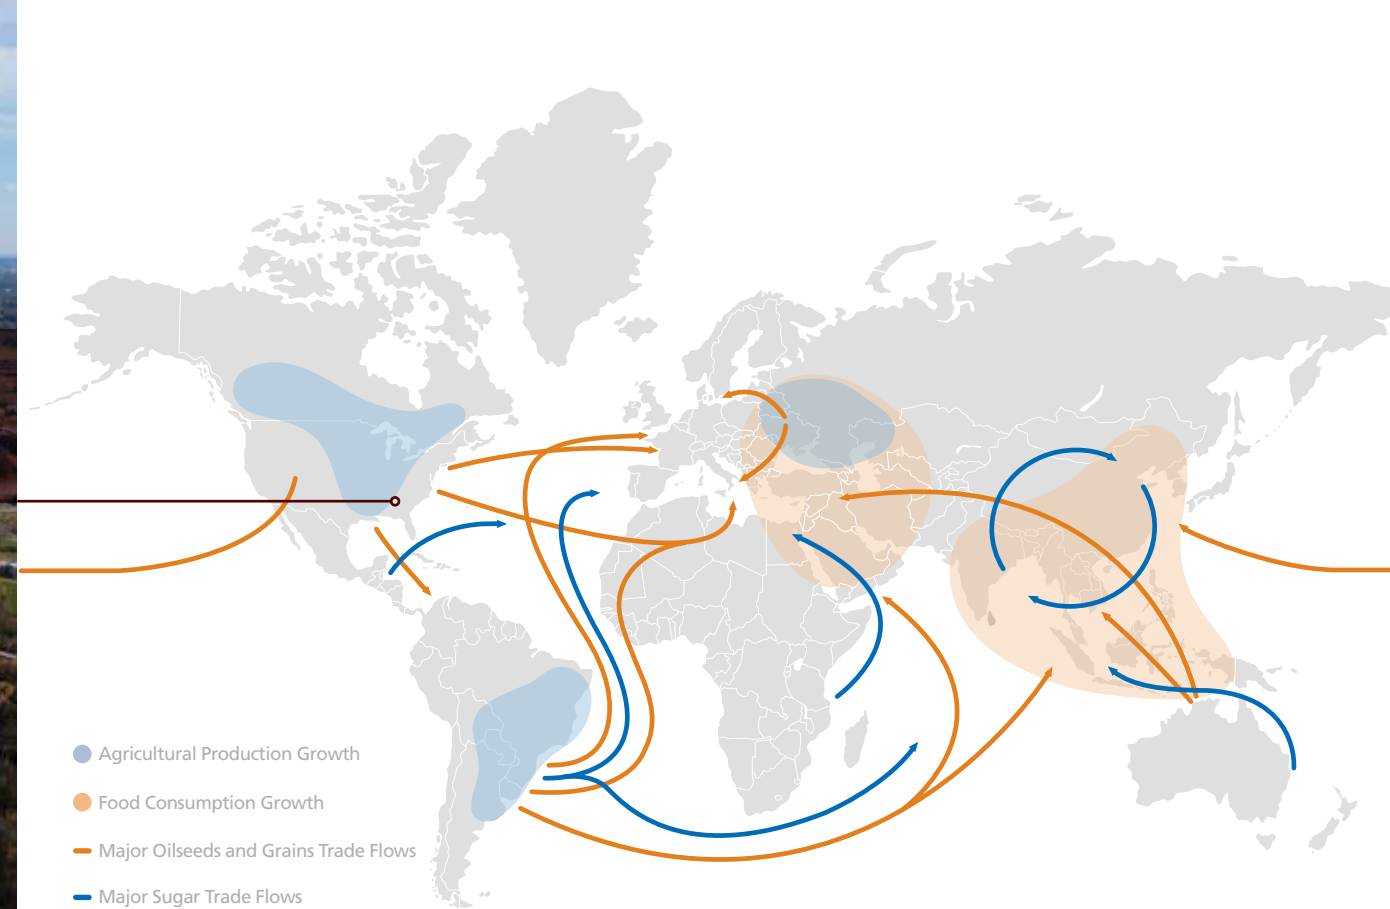 Agricultural Production Growth
Food Consumption Growth
Major Oilseeds and Grains Trade Flows
Major Sugar Trade Flows